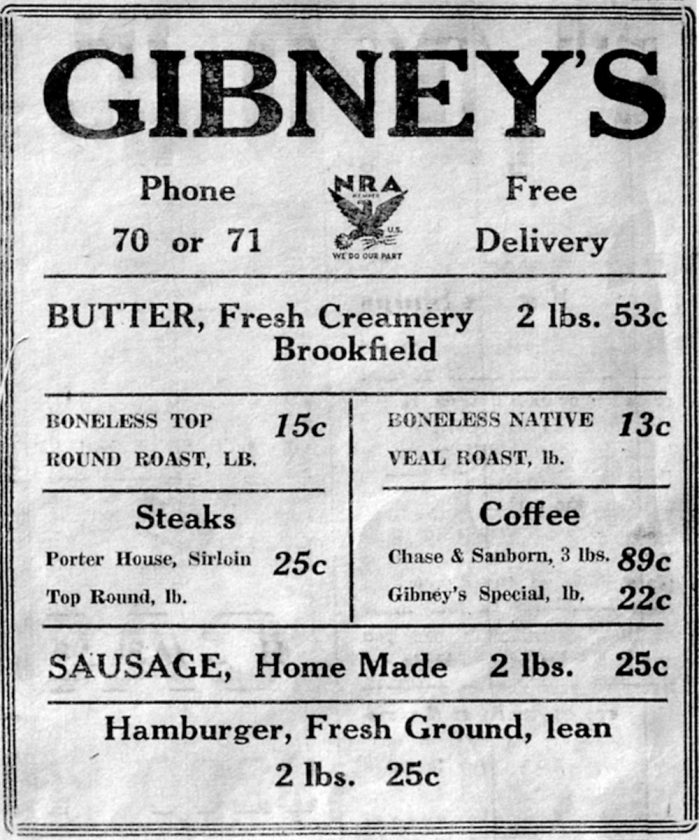 GIBNEY'S
Phone
70 or 71
NRA
MEMBER
U.S.
WE DO OUR PART
Free
Delivery
BUTTER, Fresh Creamery 2 lbs. 53c
Brookfield
BONELESS TOP 15c
ROUND ROAST, LB.
BONELESS NATIVE 13c
VEAL ROAST, lb.
Steaks
Porter House, Sirloin 25c
Top Round, lb.
Coffee
Chase & Sanborn, 3 lbs. 89c
Gibney's Special, lb. 22c
SAUSAGE, Home Made 2 lbs. 25c
Hamburger, Fresh Ground, lean
2 lbs. 25c